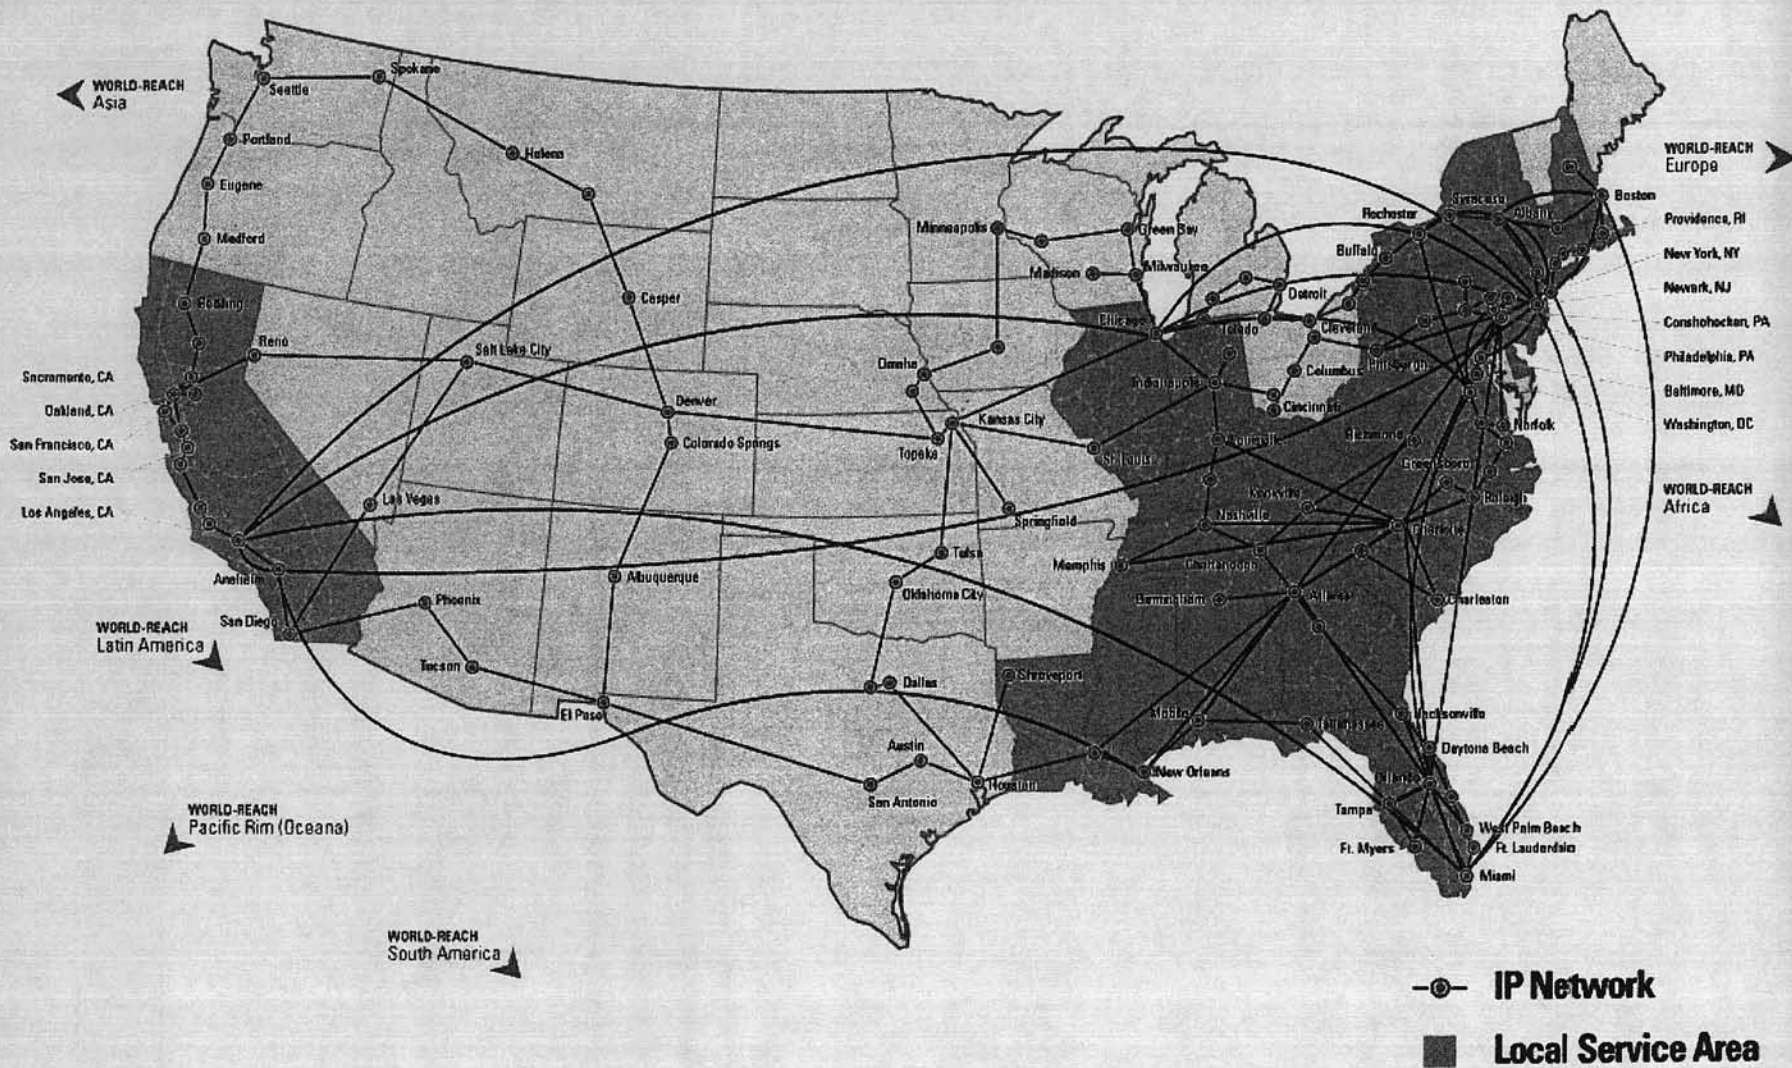 WORLD-REACH
Asia
Seattle
Spokane
Portland
Helena
Eugene
Medford
Redding
Reno
Salt Lake City
Casper
Denver
Colorado Springs
Las Vegas
Sacramento, CA
Oakland, CA
San Francisco, CA
San Jose, CA
Los Angeles, CA
Anaheim
San Diego
Phoenix
Tucson
Albuquerque
El Paso
WORLD-REACH
Latin America
WORLD-REACH
Pacific Rim (Oceana)
WORLD-REACH
South America
Minneapolis
Green Bay
Madison
Milwaukee
Chicago
Omaha
Kansas City
Topeka
St. Louis
Springfield
Tulsa
Oklahoma City
Dallas
Shreveport
Austin
San Antonio
Houston
Detroit
Toledo
Cleveland
Columbus
Pittsburgh
Indianapolis
Cincinnati
Louisville
Knoxville
Nashville
Memphis
Chattanooga
Birmingham
Atlanta
Charlotte
Charleston
Richmond
Greensboro
Raleigh
Norfolk
Mobile
New Orleans
Tallahassee
Jacksonville
Daytona Beach
Orlando
Tampa
West Palm Beach
Ft. Myers
Ft. Lauderdale
Miami
Syracuse
Rochester
Albany
Buffalo
Boston
WORLD-REACH
Europe
Providence, RI
New York, NY
Newark, NJ
Conshohocken, PA
Philadelphia, PA
Baltimore, MD
Washington, DC
WORLD-REACH
Africa
IP Network
Local Service Area